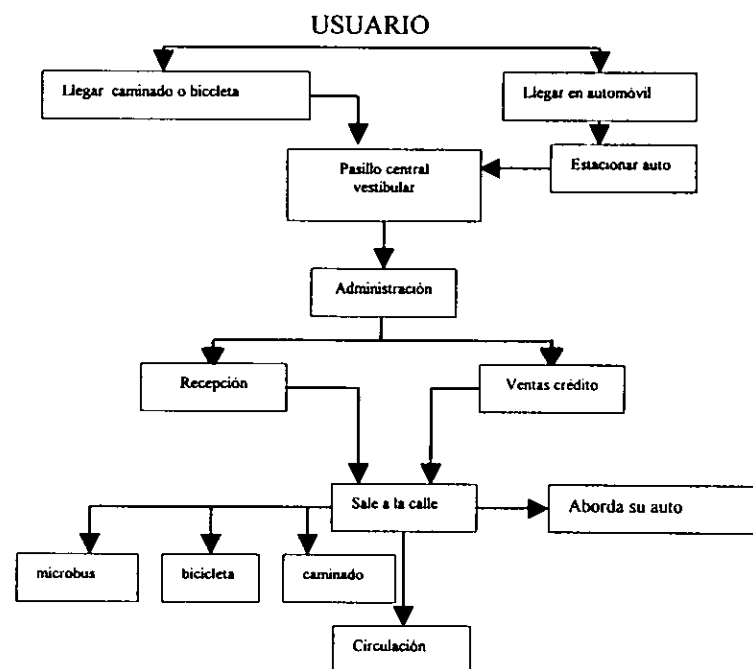 USUARIO
Llegar caminado o biccleta
Llegar en automóvil
Pasillo central
vestibular
Estacionar auto
Administración
Recepción
Ventas crédito
Sale a la calle
Aborda su auto
microbus
bicicleta
caminado
Circulación